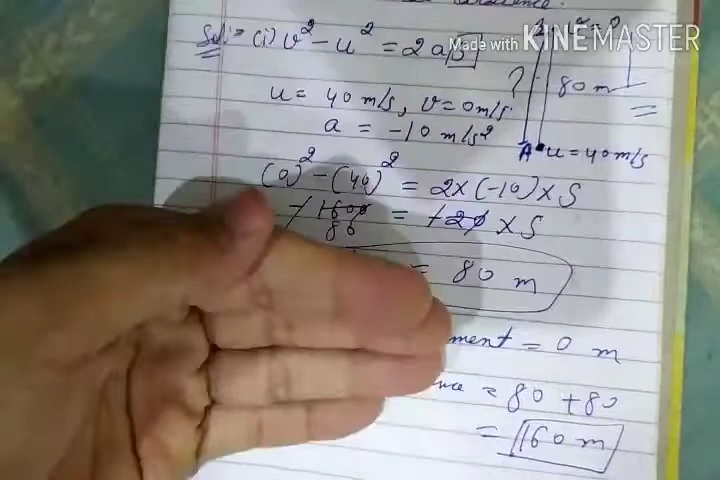 Made with KINEMASTER
Sol:- (i) v² - u² = 2a[S]
u = 40 m/s, v = 0 m/s.
a = -10 m/s²
?
80 m
A u = 40 m/s
(0)² - (40)² = 2×(-10)×S
-1600 = -20 × S
80
= 80 m
ment = 0 m
= 80 + 80
= 160 m